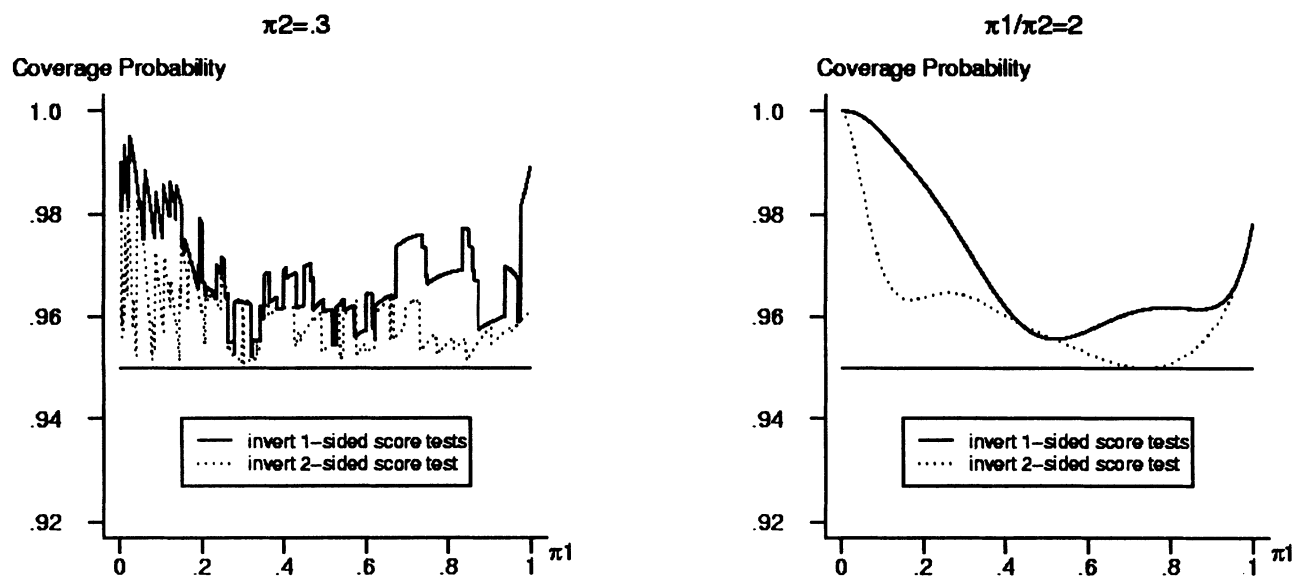 π2=.3
Coverage Probability
1.0
.98
.96
.94
.92
invert 1-sided score tests
invert 2-sided score test
0 .2 .4 .6 .8 1 π1
π1/π2=2
Coverage Probability
1.0
.98
.96
.94
.92
invert 1-sided score tests
invert 2-sided score test
0 .2 .4 .6 .8 .1 π1